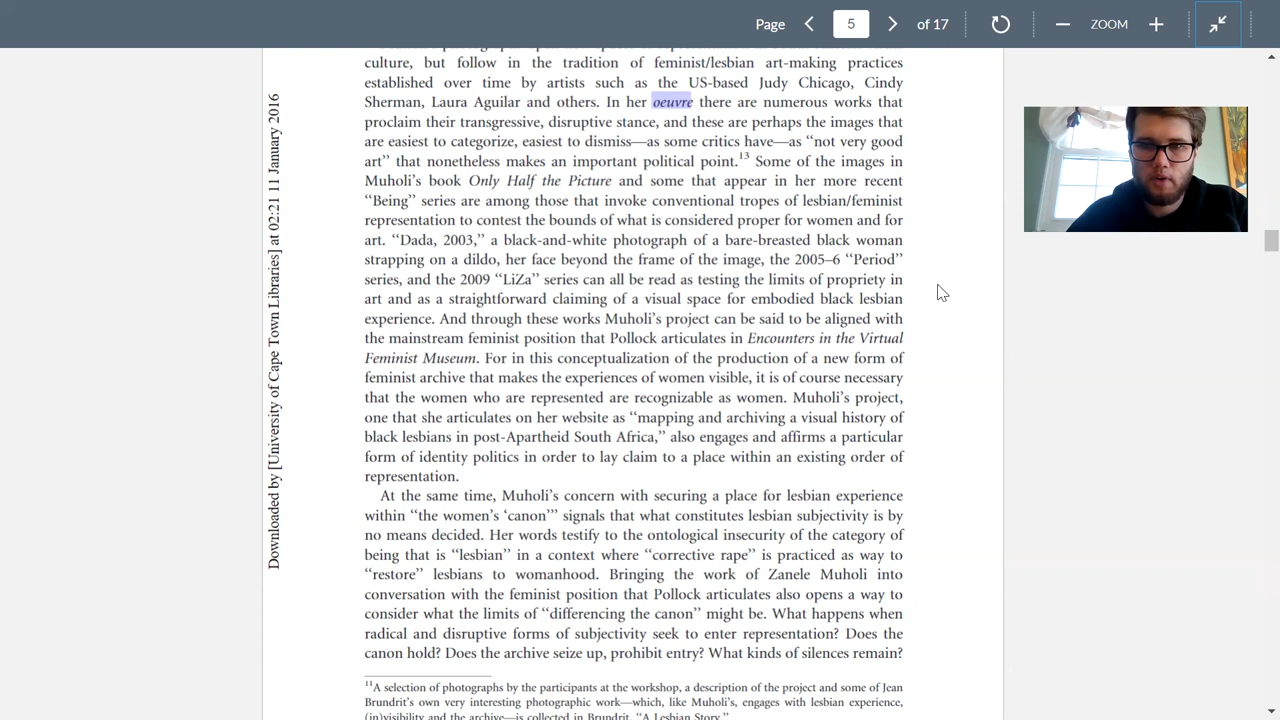 Page 5 of 17 ZOOM
culture, but follow in the tradition of feminist/lesbian art-making practices
established over time by artists such as the US-based Judy Chicago, Cindy
Sherman, Laura Aguilar and others. In her oeuvre there are numerous works that
proclaim their transgressive, disruptive stance, and these are perhaps the images that
are easiest to categorize, easiest to dismiss—as some critics have—as “not very good
art” that nonetheless makes an important political point.13 Some of the images in
Muholi’s book Only Half the Picture and some that appear in her more recent
“Being” series are among those that invoke conventional tropes of lesbian/feminist
representation to contest the bounds of what is considered proper for women and for
art. “Dada, 2003,” a black-and-white photograph of a bare-breasted black woman
strapping on a dildo, her face beyond the frame of the image, the 2005–6 “Period”
series, and the 2009 “LiZa” series can all be read as testing the limits of propriety in
art and as a straightforward claiming of a visual space for embodied black lesbian
experience. And through these works Muholi’s project can be said to be aligned with
the mainstream feminist position that Pollock articulates in Encounters in the Virtual
Feminist Museum. For in this conceptualization of the production of a new form of
feminist archive that makes the experiences of women visible, it is of course necessary
that the women who are represented are recognizable as women. Muholi’s project,
one that she articulates on her website as “mapping and archiving a visual history of
black lesbians in post-Apartheid South Africa,” also engages and affirms a particular
form of identity politics in order to lay claim to a place within an existing order of
representation.
At the same time, Muholi’s concern with securing a place for lesbian experience
within “the women’s ‘canon’” signals that what constitutes lesbian subjectivity is by
no means decided. Her words testify to the ontological insecurity of the category of
being that is “lesbian” in a context where “corrective rape” is practiced as way to
“restore” lesbians to womanhood. Bringing the work of Zanele Muholi into
conversation with the feminist position that Pollock articulates also opens a way to
consider what the limits of “differencing the canon” might be. What happens when
radical and disruptive forms of subjectivity seek to enter representation? Does the
canon hold? Does the archive seize up, prohibit entry? What kinds of silences remain?
11A selection of photographs by the participants at the workshop, a description of the project and some of Jean
Brundrit’s own very interesting photographic work—which, like Muholi’s, engages with lesbian experience,
(in)visibility and the archive—is collected in Brundrit, “A Lesbian Story.”
Downloaded by [University of Cape Town Libraries] at 02:21 11 January 2016